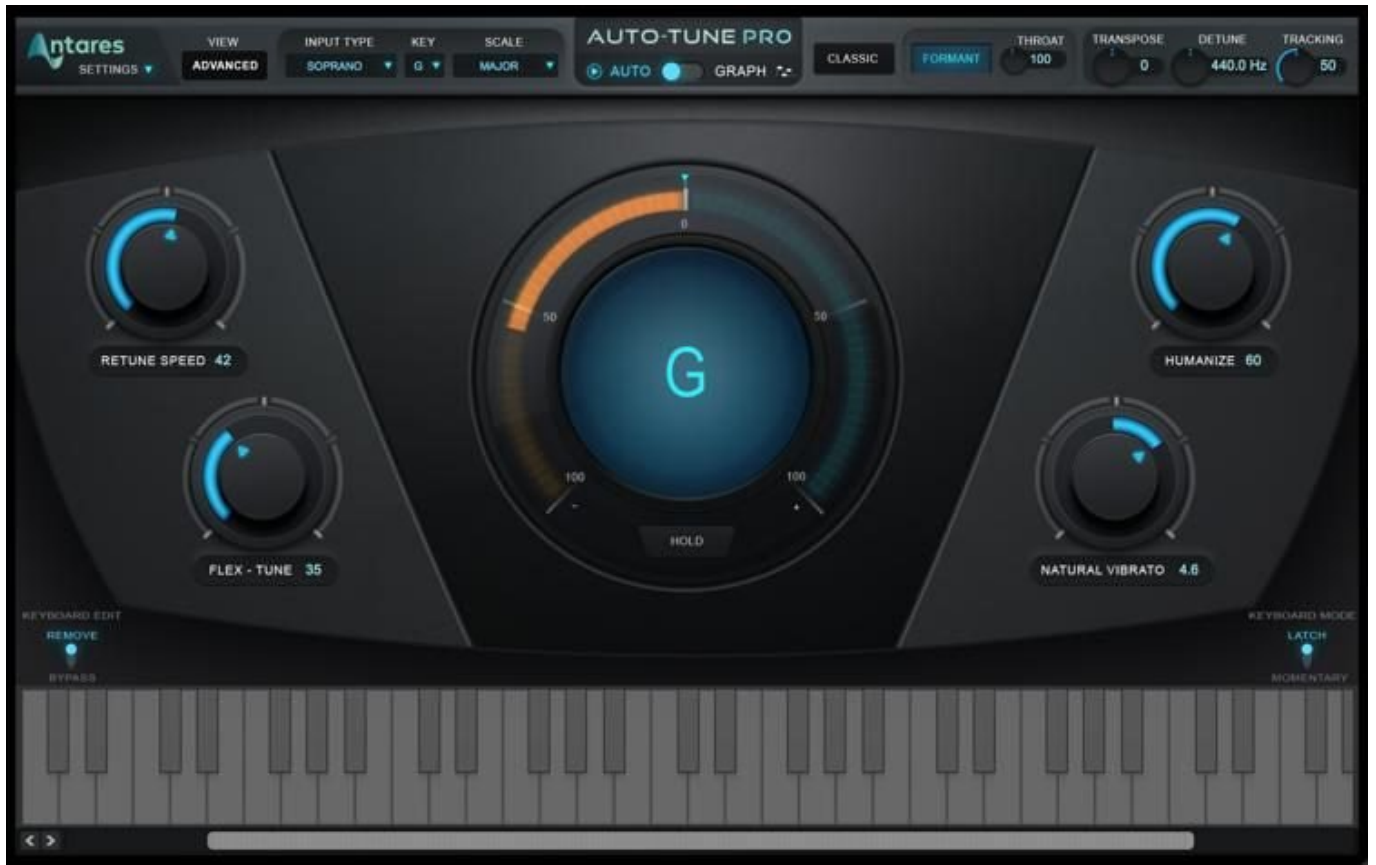 Antares
SETTINGS
VIEW
ADVANCED
INPUT TYPE KEY SCALE
SOPRANO G MAJOR
AUTO-TUNE PRO
AUTO GRAPH
CLASSIC
FORMANT
THROAT
100
TRANSPOSE DETUNE TRACKING
0 440.0 Hz 50
0
50 50
100 100
- +
G
HOLD
RETUNE SPEED 42
FLEX - TUNE 35
HUMANIZE 60
NATURAL VIBRATO 4.6
KEYBOARD EDIT
REMOVE
BYPASS
KEYBOARD MODE
LATCH
MOMENTARY